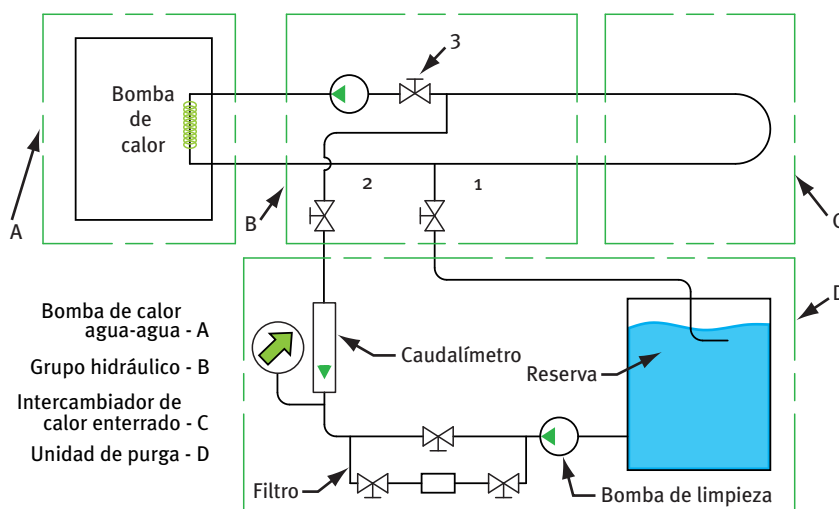 3
Bomba
de
calor
A
B
2
1
C
D
Bomba de calor
agua-agua - A
Grupo hidráulico - B
Intercambiador de
calor enterrado - C
Unidad de purga - D
Caudalímetro
Reserva
Filtro
Bomba de limpieza